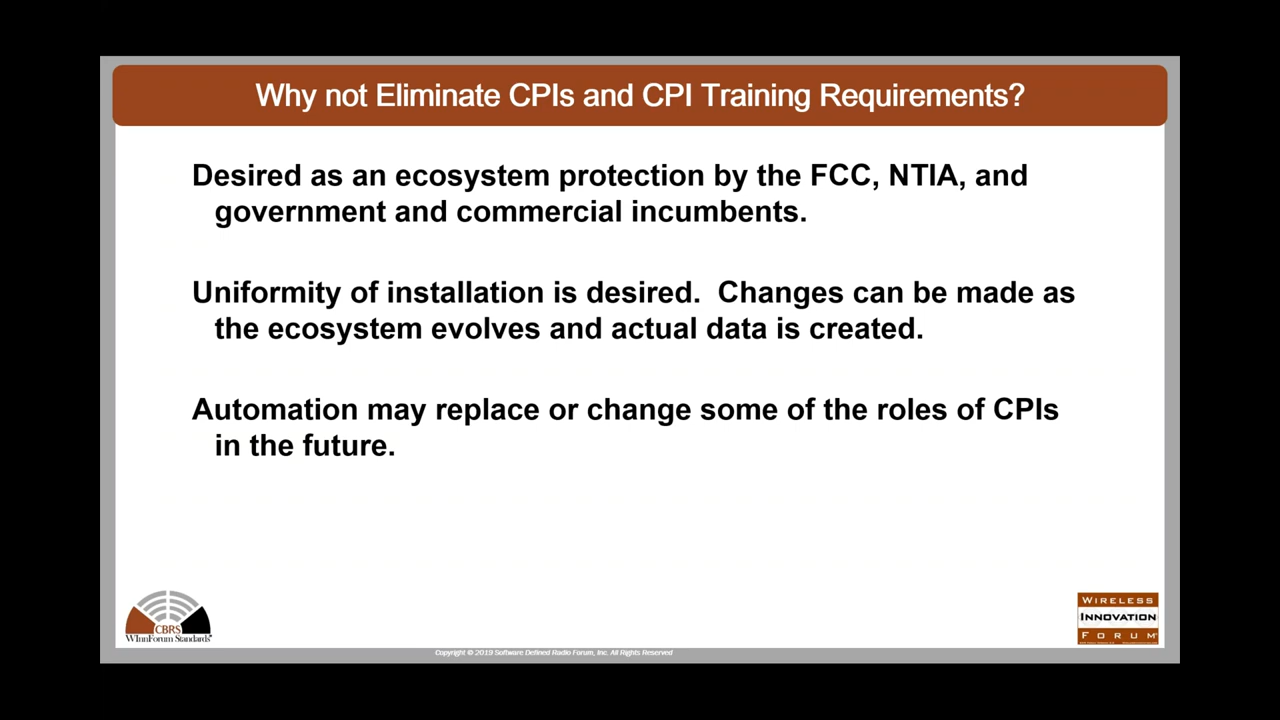 Why not Eliminate CPIs and CPI Training Requirements?
Desired as an ecosystem protection by the FCC, NTIA, and
government and commercial incumbents.
Uniformity of installation is desired.  Changes can be made as
the ecosystem evolves and actual data is created.
Automation may replace or change some of the roles of CPIs
in the future.
CBRS
WInnForum Standards
WIRELESS
INNOVATION
FORUM
Copyright © 2019 Software Defined Radio Forum, Inc. All Rights Reserved